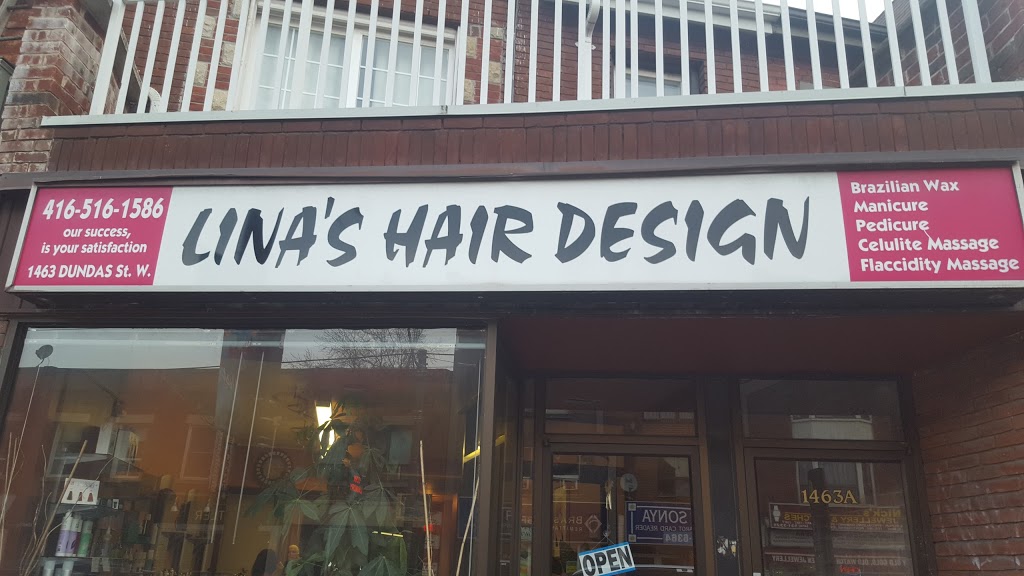 416-516-1586
our success,
is your satisfaction
1463 DUNDAS St. W.
LINA'S HAIR DESIGN
Brazilian Wax
Manicure
Pedicure
Celulite Massage
Flaccidity Massage
1463A
SONYA
OPEN